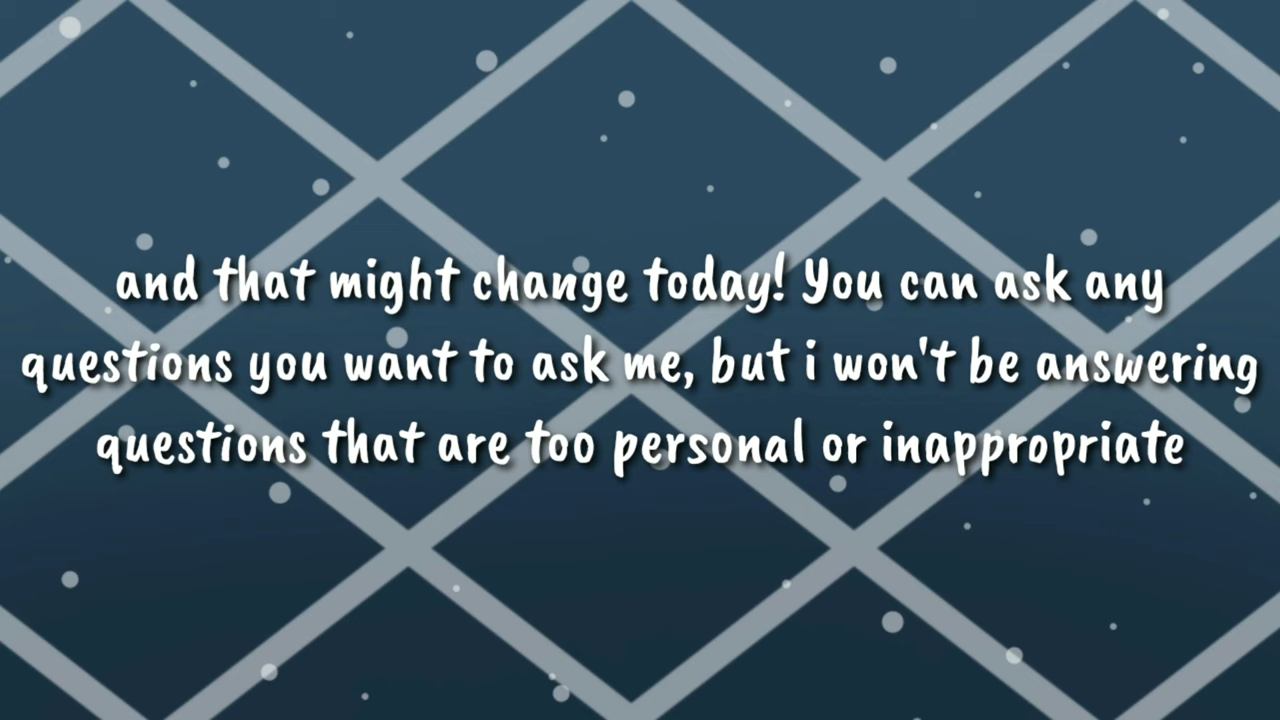 and that might change today! You can ask any
questions you want to ask me, but i won't be answering
questions that are too personal or inappropriate